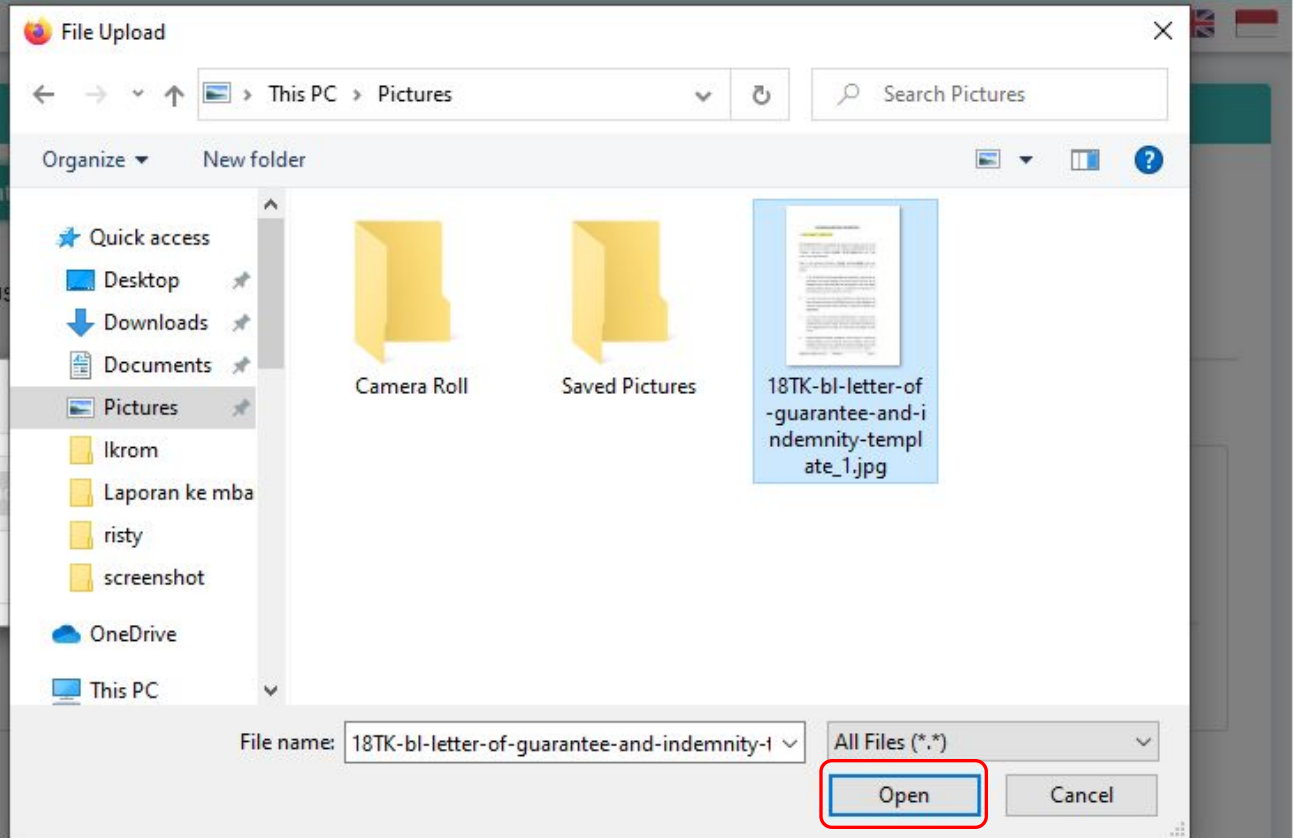 File Upload
This PC > Pictures
Search Pictures
Organize
New folder
Quick access
Desktop
Downloads
Documents
Pictures
Ikrom
Laporan ke mba
risty
screenshot
OneDrive
This PC
Camera Roll
Saved Pictures
18TK-bl-letter-of
-guarantee-and-i
ndemnity-templ
ate_1.jpg
File name:
18TK-bl-letter-of-guarantee-and-indemnity-t
All Files (*.*)
Open
Cancel